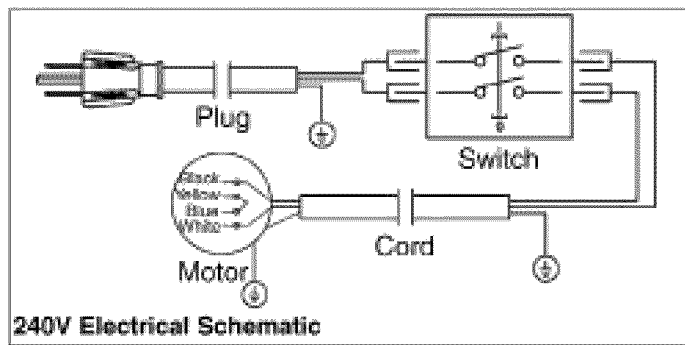 Plug
Switch
Black
Yellow
Blue
White
Cord
Motor
240V Electrical Schematic